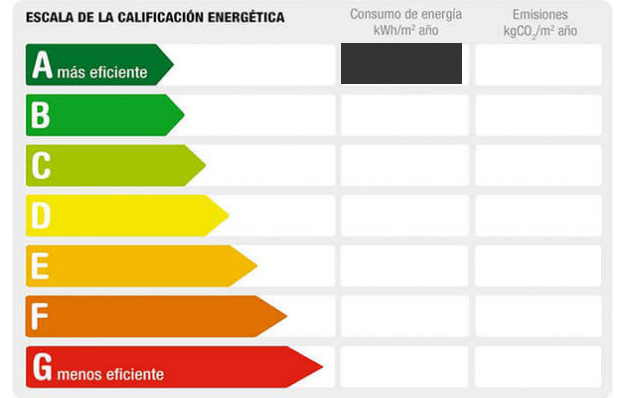 ESCALA DE LA CALIFICACIÓN ENERGÉTICA
Consumo de energía
kWh/m² año
Emisiones
kgCO₂/m² año
A más eficiente
B
C
D
E
F
G menos eficiente